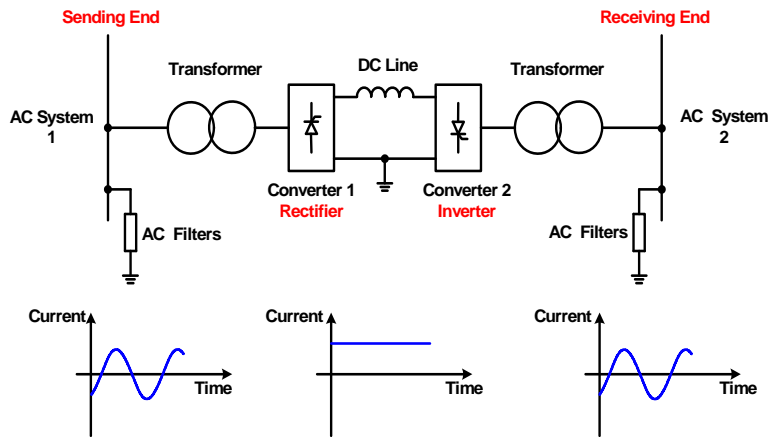 Sending End
Receiving End
Transformer
DC Line
Transformer
AC System
1
AC System
2
Converter 1
Rectifier
Converter 2
Inverter
AC Filters
AC Filters
Current
Time
Current
Time
Current
Time